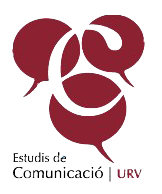 Estudis de
Comunicació | URV